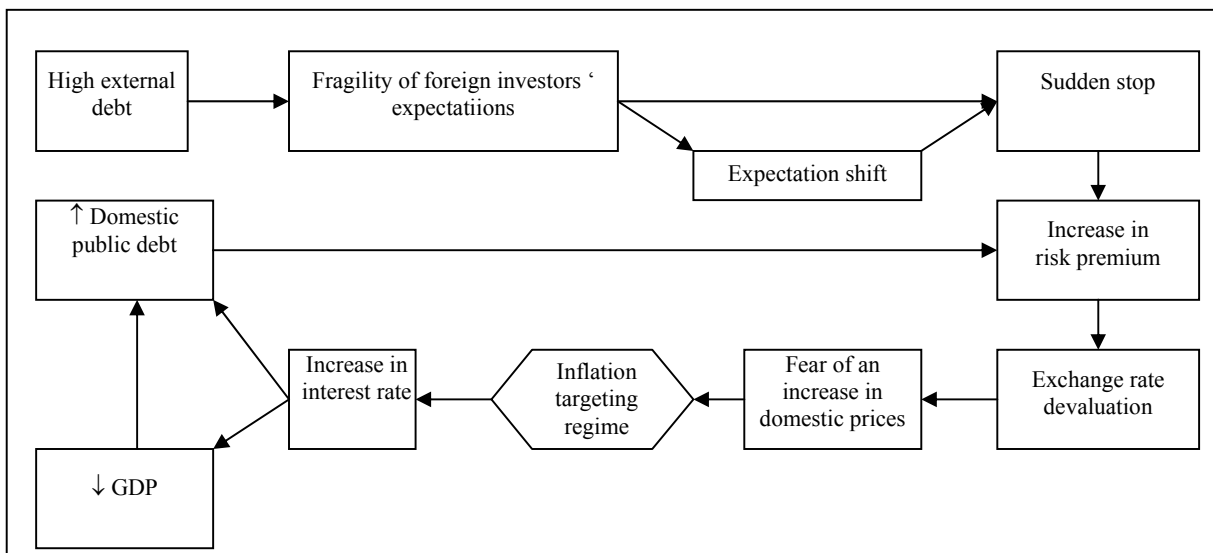 High external
debt
Fragility of foreign investors ‘
expectatiions
Sudden stop
Expectation shift
↑ Domestic
public debt
Increase in
risk premium
Increase in
interest rate
Inflation
targeting
regime
Fear of an
increase in
domestic prices
Exchange rate
devaluation
↓ GDP